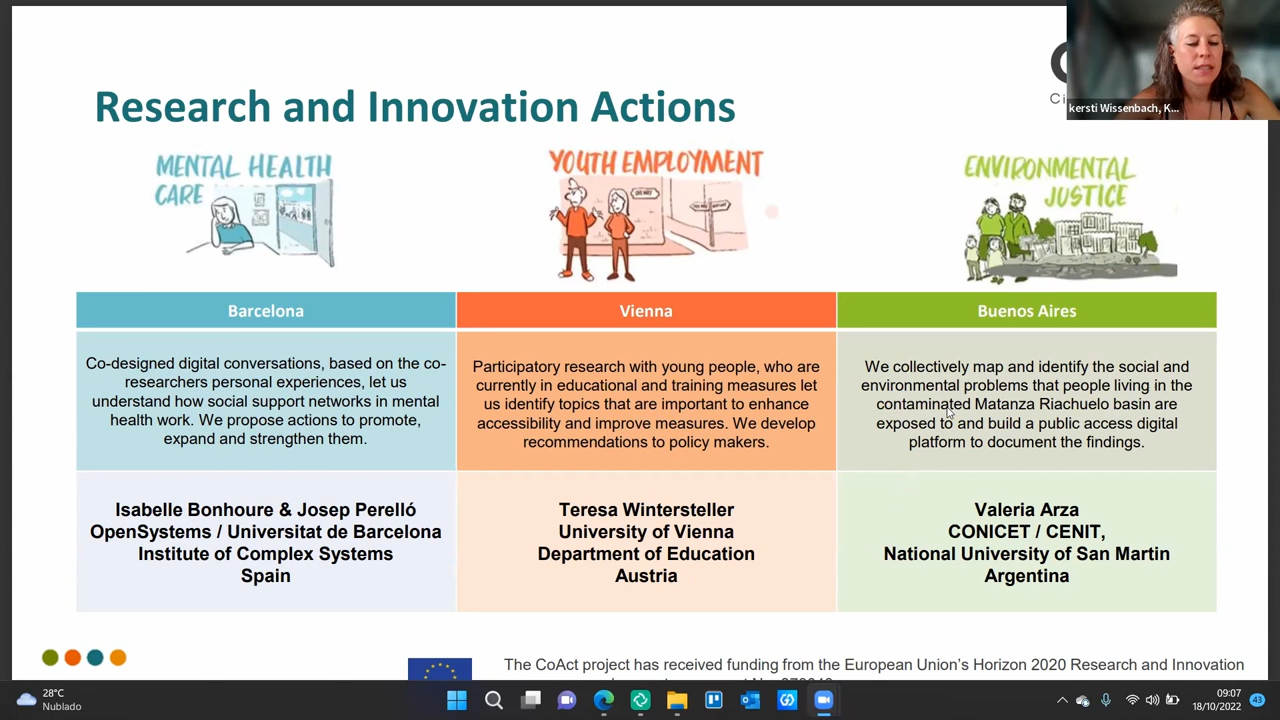 Research and Innovation Actions
Ci
kersti Wissenbach, K...
MENTAL HEALTH
CARE
YOUTH EMPLOYMENT
ENVIRONMENTAL
JUSTICE
Barcelona
Vienna
Buenos Aires
Co-designed digital conversations, based on the co-
researchers personal experiences, let us
understand how social support networks in mental
health work. We propose actions to promote,
expand and strengthen them.
Participatory research with young people, who are
currently in educational and training measures let
us identify topics that are important to enhance
accessibility and improve measures. We develop
recommendations to policy makers.
We collectively map and identify the social and
environmental problems that people living in the
contaminated Matanza Riachuelo basin are
exposed to and build a public access digital
platform to document the findings.
Isabelle Bonhoure & Josep Perelló
OpenSystems / Universitat de Barcelona
Institute of Complex Systems
Spain
Teresa Wintersteller
University of Vienna
Department of Education
Austria
Valeria Arza
CONICET / CENIT,
National University of San Martin
Argentina
The CoAct project has received funding from the European Union's Horizon 2020 Research and Innovation
28°C
Nublado
09:07
18/10/2022
43